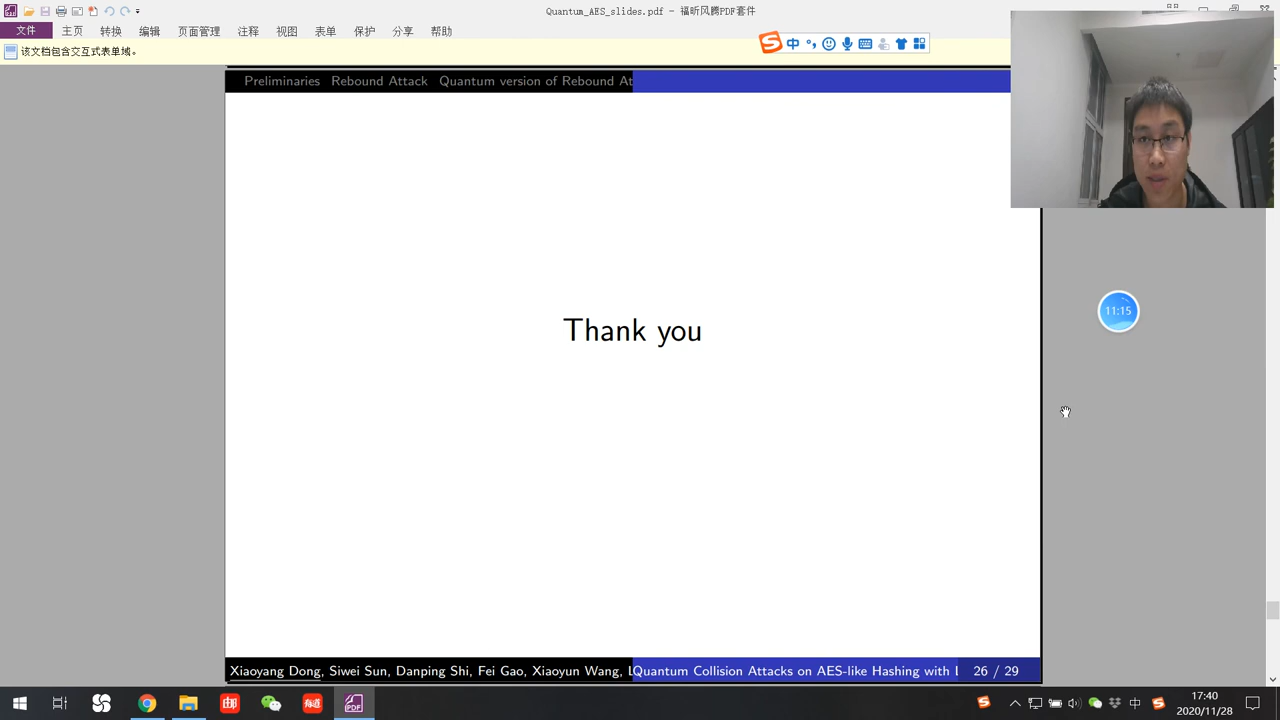 Quantum_AES_slides.pdf - 福昕风腾PDF套件
文件 主页 转换 编辑 页面管理 注释 视图 表单 保护 分享 帮助
该文档包含交互式表单域。
中
Preliminaries Rebound Attack Quantum version of Rebound At
Thank you
11:15
Xiaoyang Dong, Siwei Sun, Danping Shi, Fei Gao, Xiaoyun Wang, L
Quantum Collision Attacks on AES-like Hashing with L
26 / 29
邮
PDF
中
17:40
2020/11/28